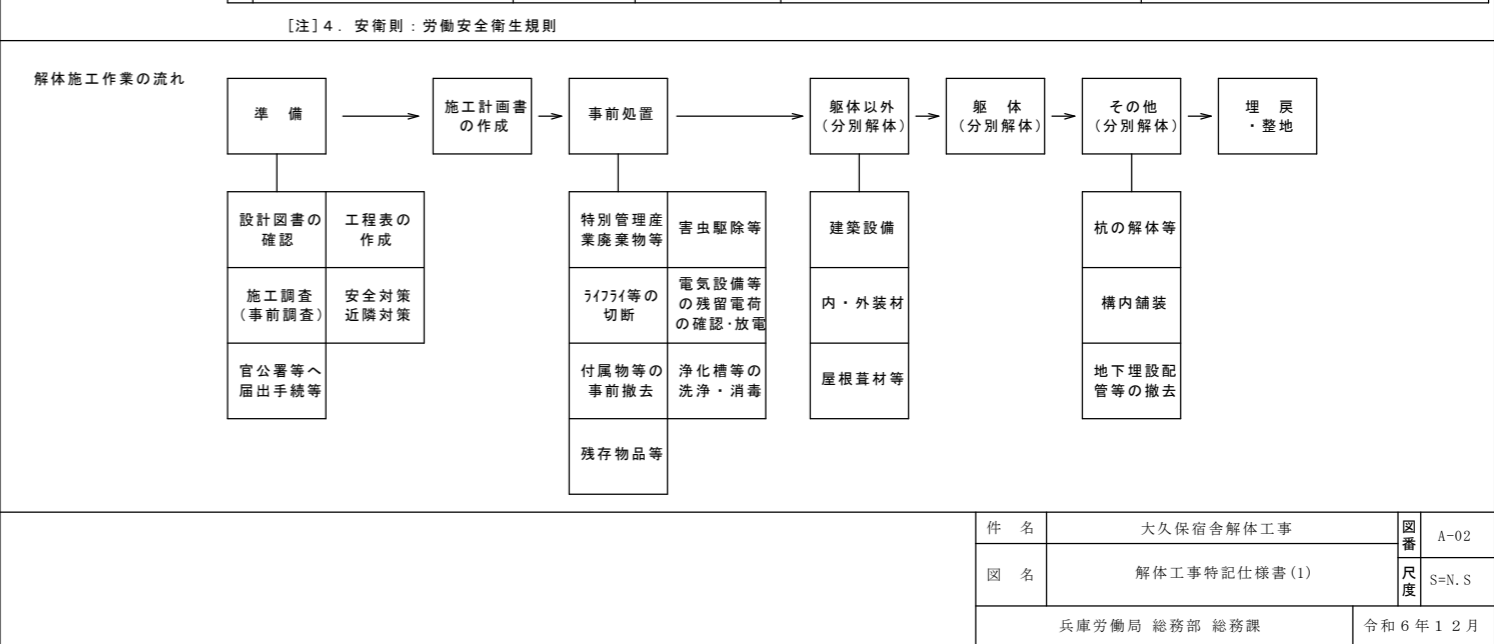 [注]４．安衛則：労働安全衛生規則
解体施工作業の流れ
準　備
施工計画書
の作成
事前処置
躯体以外
(分別解体)
躯　体
(分別解体)
その他
(分別解体)
埋　戻
・整地
設計図書の
確認
工程表の
作成
施工調査
(事前調査)
安全対策
近隣対策
官公署等へ
届出手続等
特別管理産
業廃棄物等
害虫駆除等
ﾗｲﾌﾗｲ等の
切断
電気設備等
の残留電荷
の確認・放電
付属物等の
事前撤去
浄化槽等の
洗浄・消毒
残存物品等
建築設備
内・外装材
屋根葺材等
杭の解体等
構内舗装
地下埋設配
管等の撤去
件　名
大久保宿舎解体工事
図番
A-02
図　名
解体工事特記仕様書(1)
尺度
S=N.S
兵庫労働局 総務部 総務課
令和６年１２月